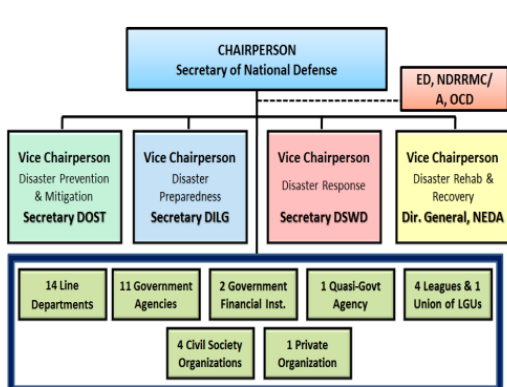 CHAIRPERSON
Secretary of National Defense
ED, NDRRMC/
A, OCD
Vice Chairperson
Disaster Prevention
& Mitigation
Secretary DOST
Vice Chairperson
Disaster
Preparedness
Secretary DILG
Vice Chairperson
Disaster Response
Secretary DSWD
Vice Chairperson
Disaster Rehab &
Recovery
Dir. General, NEDA
14 Line
Departments
11 Government
Agencies
2 Government
Financial Inst.
1 Quasi-Govt
Agency
4 Leagues & 1
Union of LGUs
4 Civil Society
Organizations
1 Private
Organization